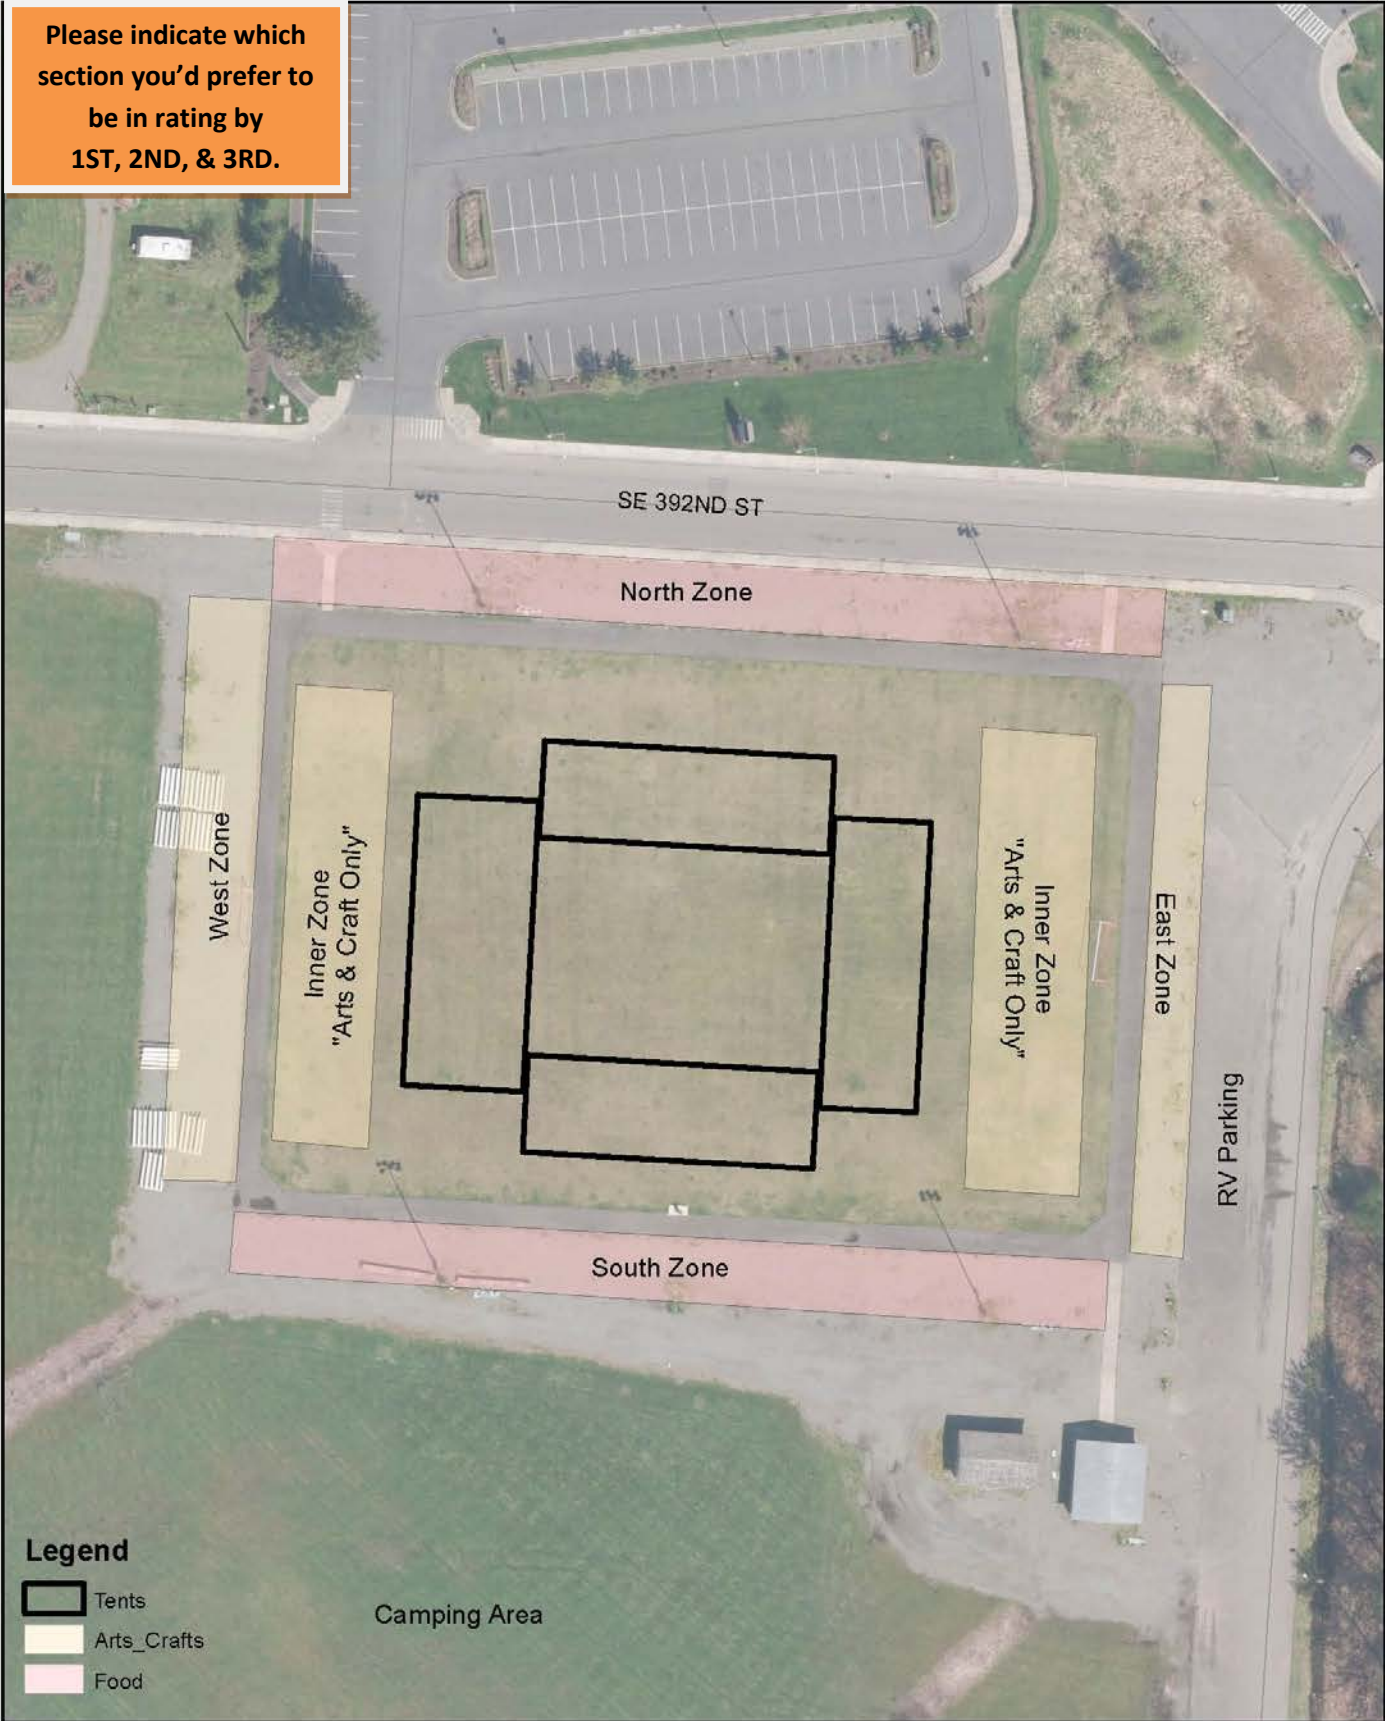 Please indicate which
section you'd prefer to
be in rating by
1ST, 2ND, & 3RD.
SE 392ND ST
North Zone
West Zone
Inner Zone
"Arts & Craft Only"
Inner Zone
"Arts & Craft Only"
East Zone
RV Parking
South Zone
Camping Area
Legend
Tents
Arts_Crafts
Food